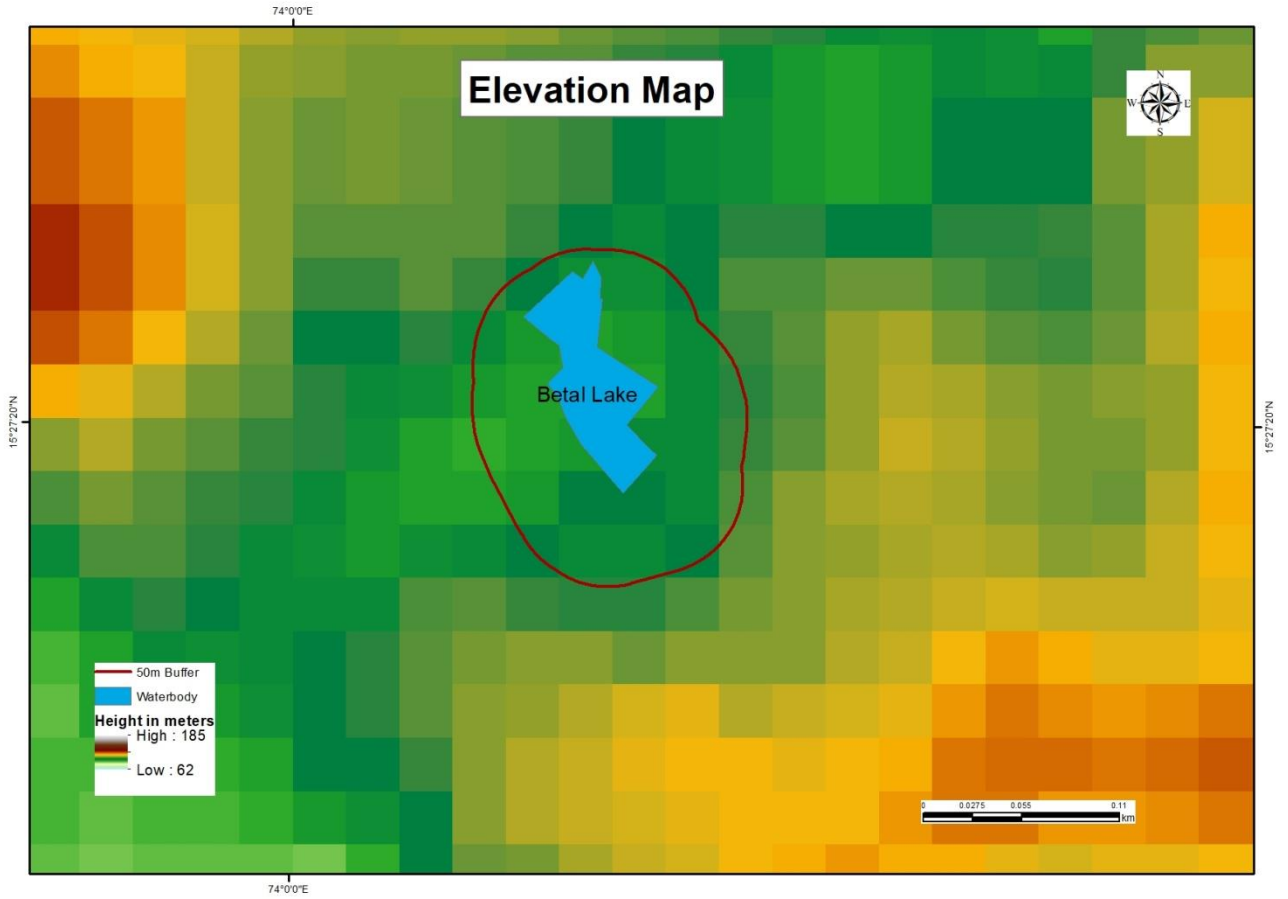 74°0'0"E
Elevation Map
N
W
S
15°27'20"N
15°27'20"N
Betal Lake
50m Buffer
Waterbody
Height in meters
High : 185
Low : 62
0 0.0275 0.055 0.11
km
74°0'0"E